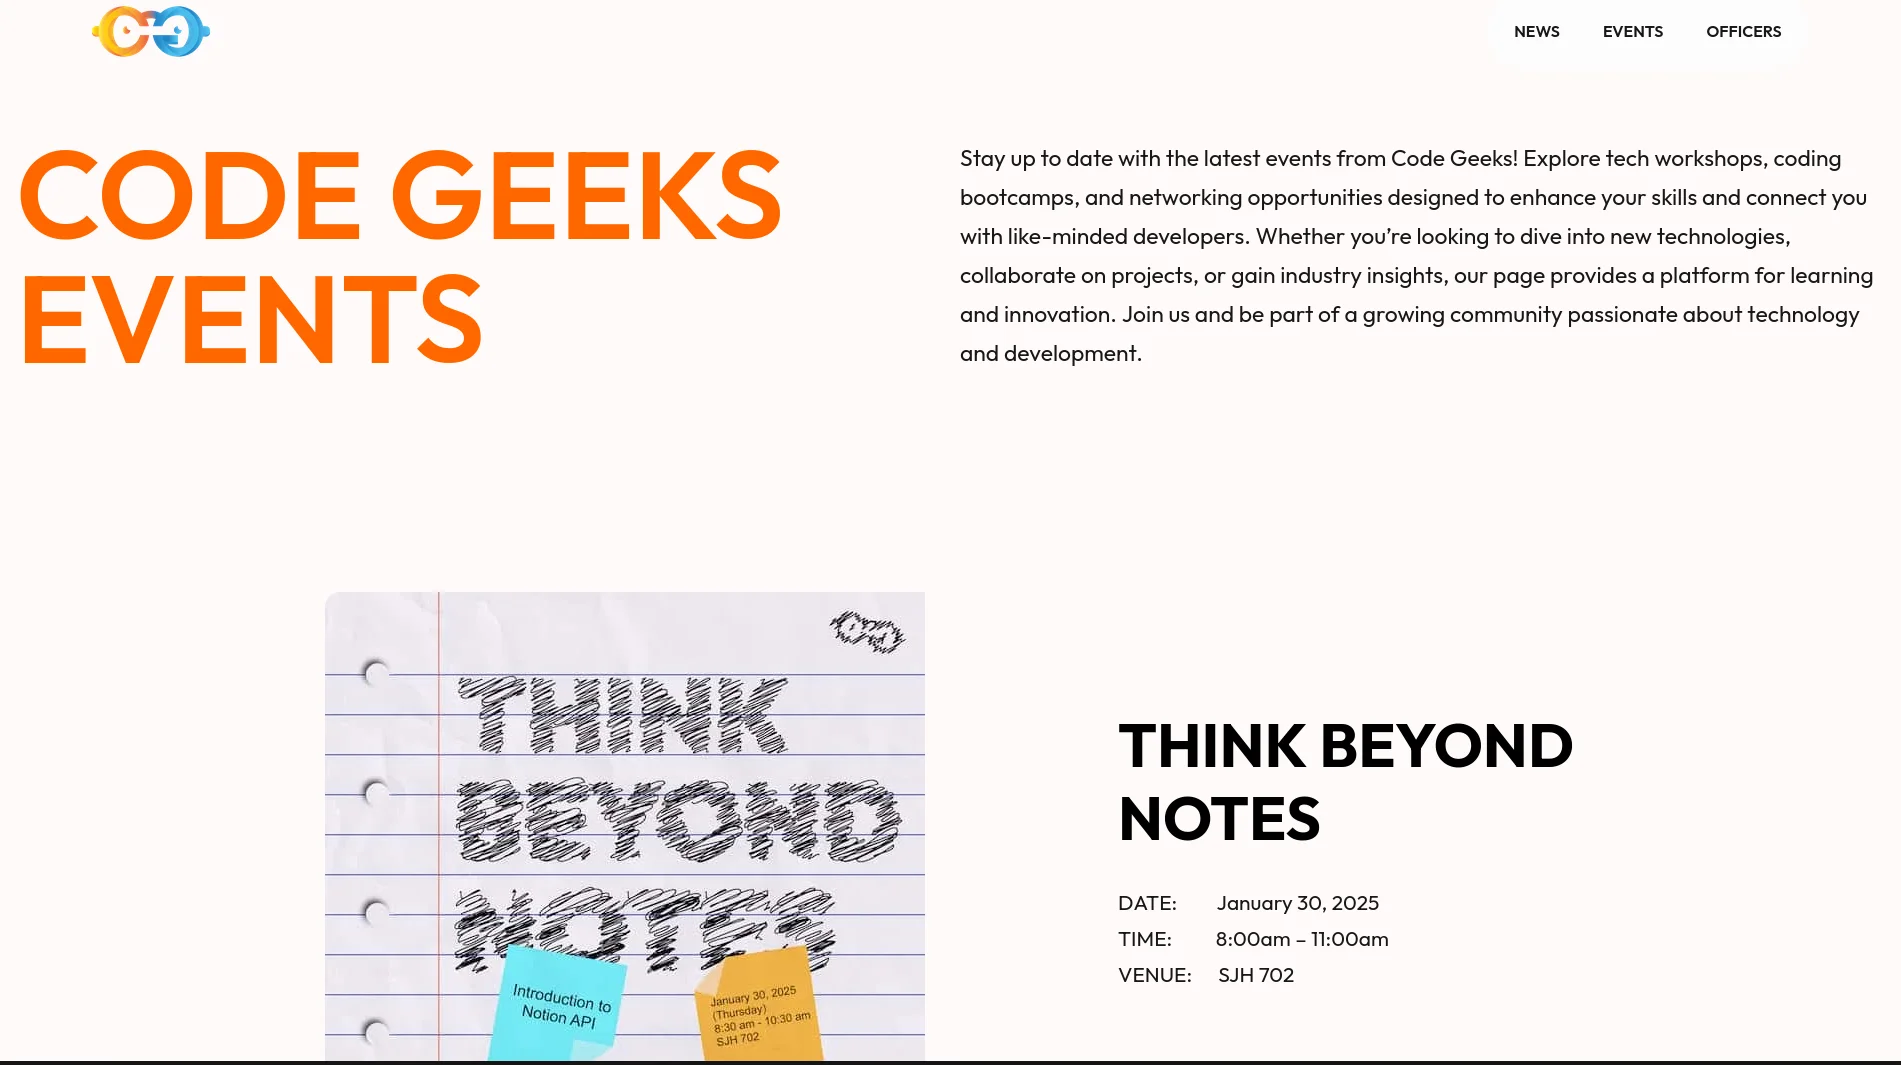 NEWS EVENTS OFFICERS
CODE GEEKS
EVENTS
Stay up to date with the latest events from Code Geeks! Explore tech workshops, coding
bootcamps, and networking opportunities designed to enhance your skills and connect you
with like-minded developers. Whether you’re looking to dive into new technologies,
collaborate on projects, or gain industry insights, our page provides a platform for learning
and innovation. Join us and be part of a growing community passionate about technology
and development.
THINK
BEYOND
NOTES
Introduction to
Notion API
January 30, 2025
(Thursday)
8:30 am - 10:30 am
SJH 702
THINK BEYOND
NOTES
DATE: January 30, 2025
TIME: 8:00am – 11:00am
VENUE: SJH 702